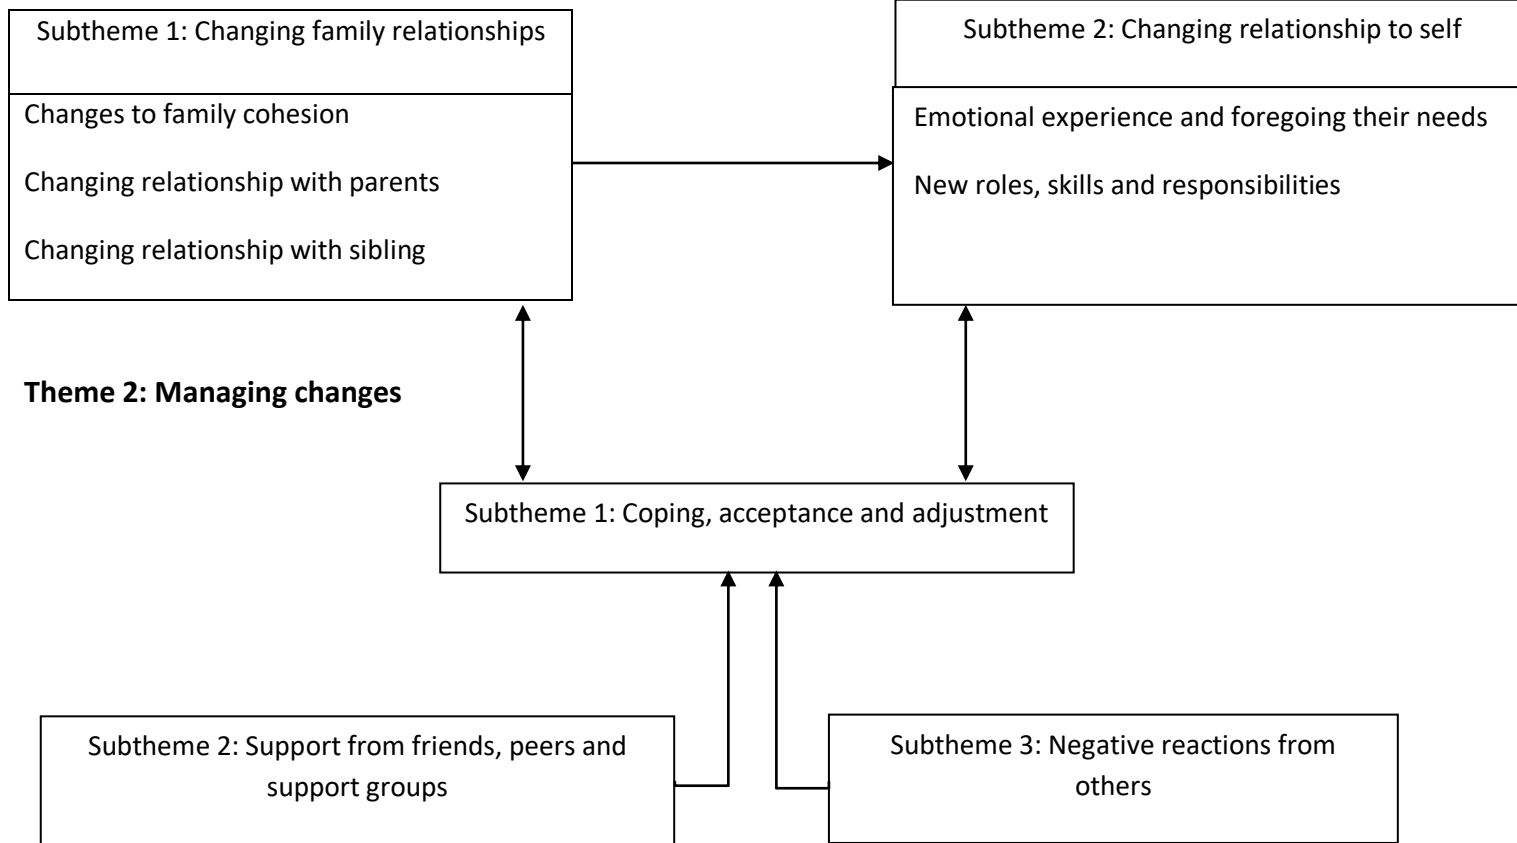 Subtheme 1: Changing family relationships
Changes to family cohesion
Changing relationship with parents
Changing relationship with sibling
Subtheme 2: Changing relationship to self
Emotional experience and foregoing their needs
New roles, skills and responsibilities
Theme 2: Managing changes
Subtheme 1: Coping, acceptance and adjustment
Subtheme 2: Support from friends, peers and
support groups
Subtheme 3: Negative reactions from
others